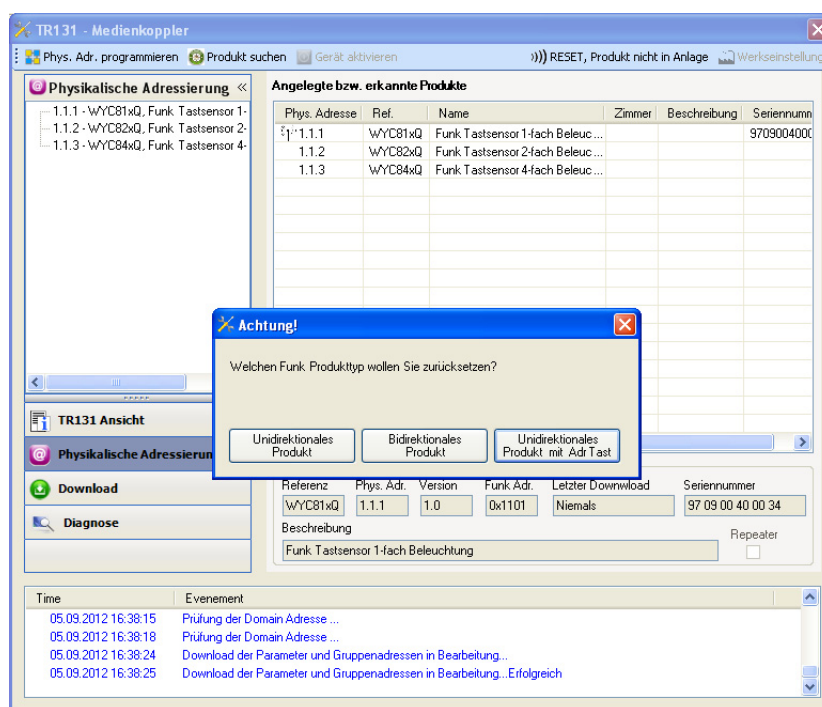 TR131 - Medienkoppler
Phys. Adr. programmieren Produkt suchen Gerät aktivieren RESET, Produkt nicht in Anlage Werkseinstellung
Physikalische Adressierung
1.1.1 - WYC81xQ, Funk Tastsensor 1-
1.1.2 - WYC82xQ, Funk Tastsensor 2-
1.1.3 - WYC84xQ, Funk Tastsensor 4-
Angelegte bzw. erkannte Produkte
Phys. Adresse Ref. Name Zimmer Beschreibung Seriennumn
1.1.1 WYC81xQ Funk Tastsensor 1-fach Beleuc ... 9709004000
1.1.2 WYC82xQ Funk Tastsensor 2-fach Beleuc ...
1.1.3 WYC84xQ Funk Tastsensor 4-fach Beleuc ...
Achtung!
Welchen Funk Produkttyp wollen Sie zurücksetzen?
Unidirektionales Produkt
Bidirektionales Produkt
Unidirektionales Produkt mit Adr Tast
TR131 Ansicht
Physikalische Adressierun
Download
Diagnose
Referenz Phys. Adr. Version Funk Adr. Letzter Downwload Seriennummer
WYC81xQ 1.1.1 1.0 0x1101 Niemals 97 09 00 40 00 34
Beschreibung
Repeater
Funk Tastsensor 1-fach Beleuchtung
Time Evenement
05.09.2012 16:38:15 Prüfung der Domain Adresse ...
05.09.2012 16:38:18 Prüfung der Domain Adresse ...
05.09.2012 16:38:24 Download der Parameter und Gruppenadressen in Bearbeitung...
05.09.2012 16:38:25 Download der Parameter und Gruppenadressen in Bearbeitung...Erfolgreich